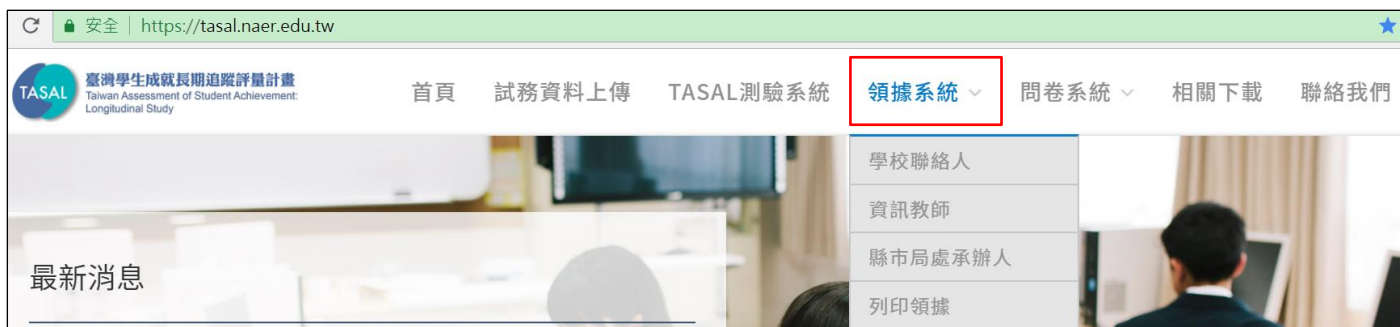 安全 | https://tasal.naer.edu.tw
TASAL 臺灣學生成就長期追蹤評量計畫
Taiwan Assessment of Student Achievement:
Longitudinal Study
首頁 試務資料上傳 TASAL測驗系統 領據系統 問卷系統 相關下載 聯絡我們
學校聯絡人
資訊教師
縣市局處承辦人
列印領據
最新消息